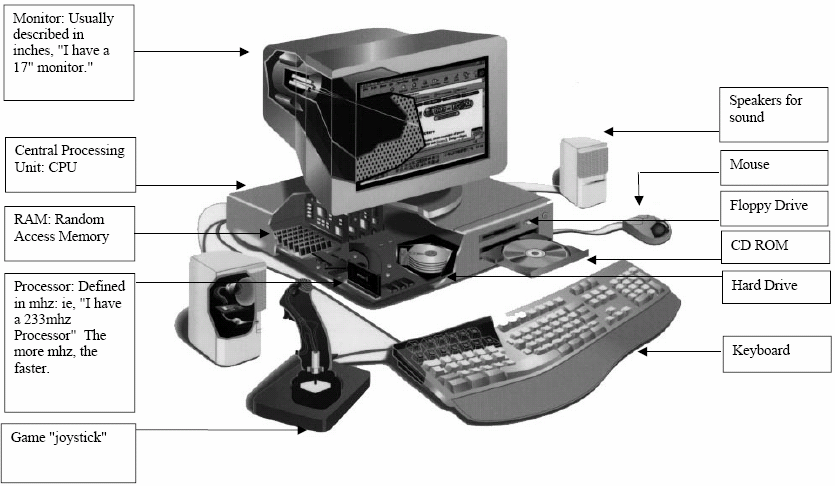 Monitor: Usually
described in
inches, "I have a
17" monitor."
Central Processing
Unit: CPU
RAM: Random
Access Memory
Processor: Defined
in mhz: ie, "I have
a 233mhz
Processor" The
more mhz, the
faster.
Game "joystick"
Speakers for
sound
Mouse
Floppy Drive
CD ROM
Hard Drive
Keyboard